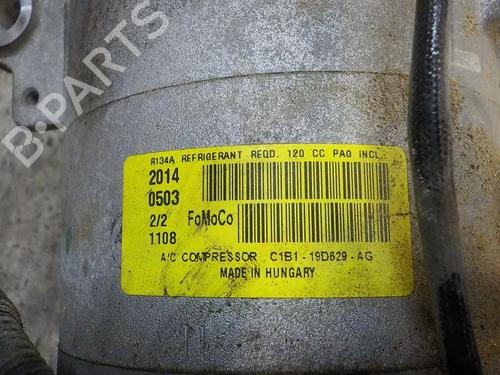 B-PARTS
R134A REFRIGERANT REQD. 120 CC PAG INCL.
2014
0503
2/2 FoMoCo
1108
A/C COMPRESSOR C1B1-19D629-AG
MADE IN HUNGARY